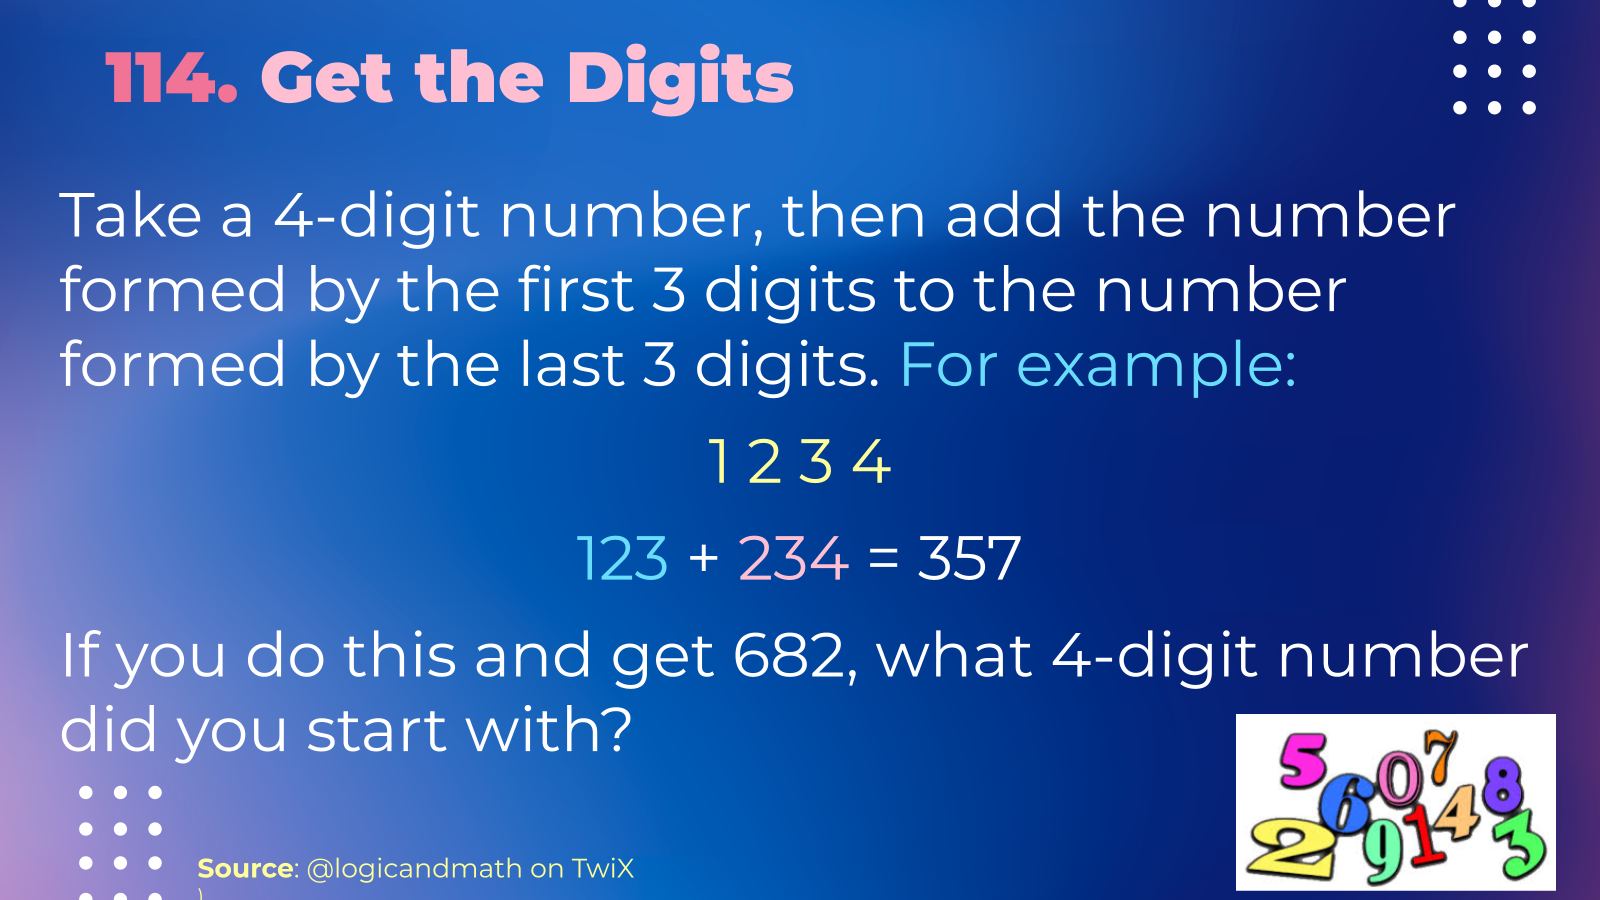 114. Get the Digits
Take a 4-digit number, then add the number
formed by the first 3 digits to the number
formed by the last 3 digits. For example:
1 2 3 4
123 + 234 = 357
If you do this and get 682, what 4-digit number
did you start with?
5 6 0 7 4 8
2 9 1 3
Source: @logicandmath on TwiX
)